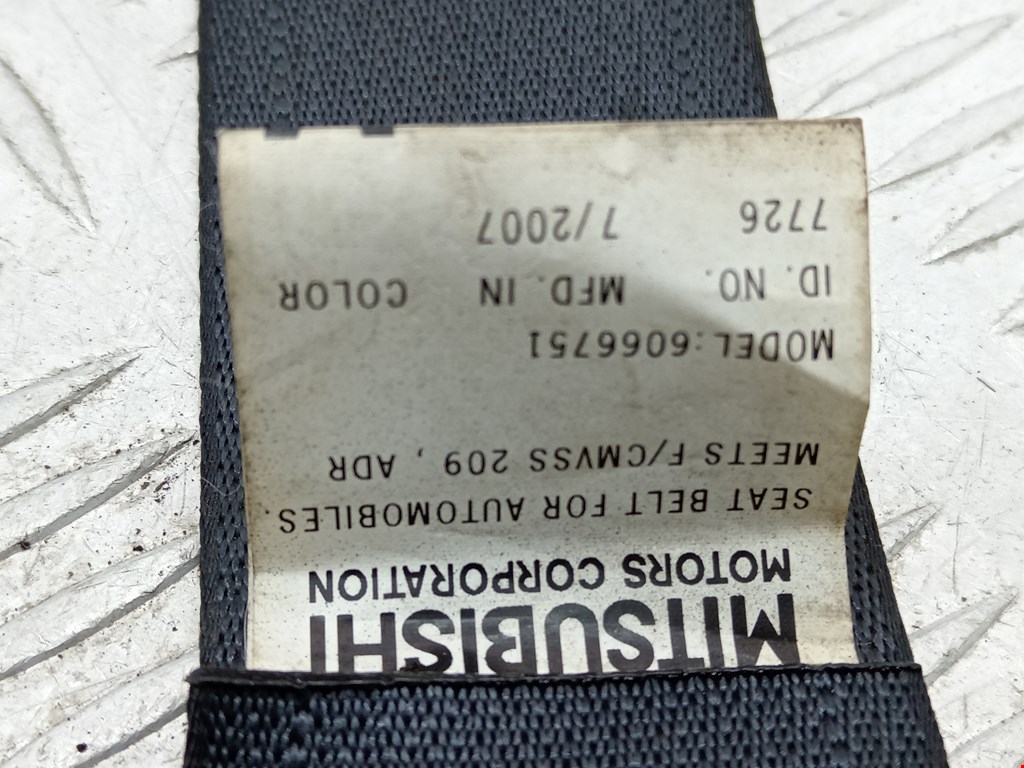 MITSUBISHI
MOTORS CORPORATION
SEAT BELT FOR AUTOMOBILES.
MEETS F/CMVSS 209, ADR
MODEL:6066751
ID. NO. MFD. IN COLOR
7726 7/2007